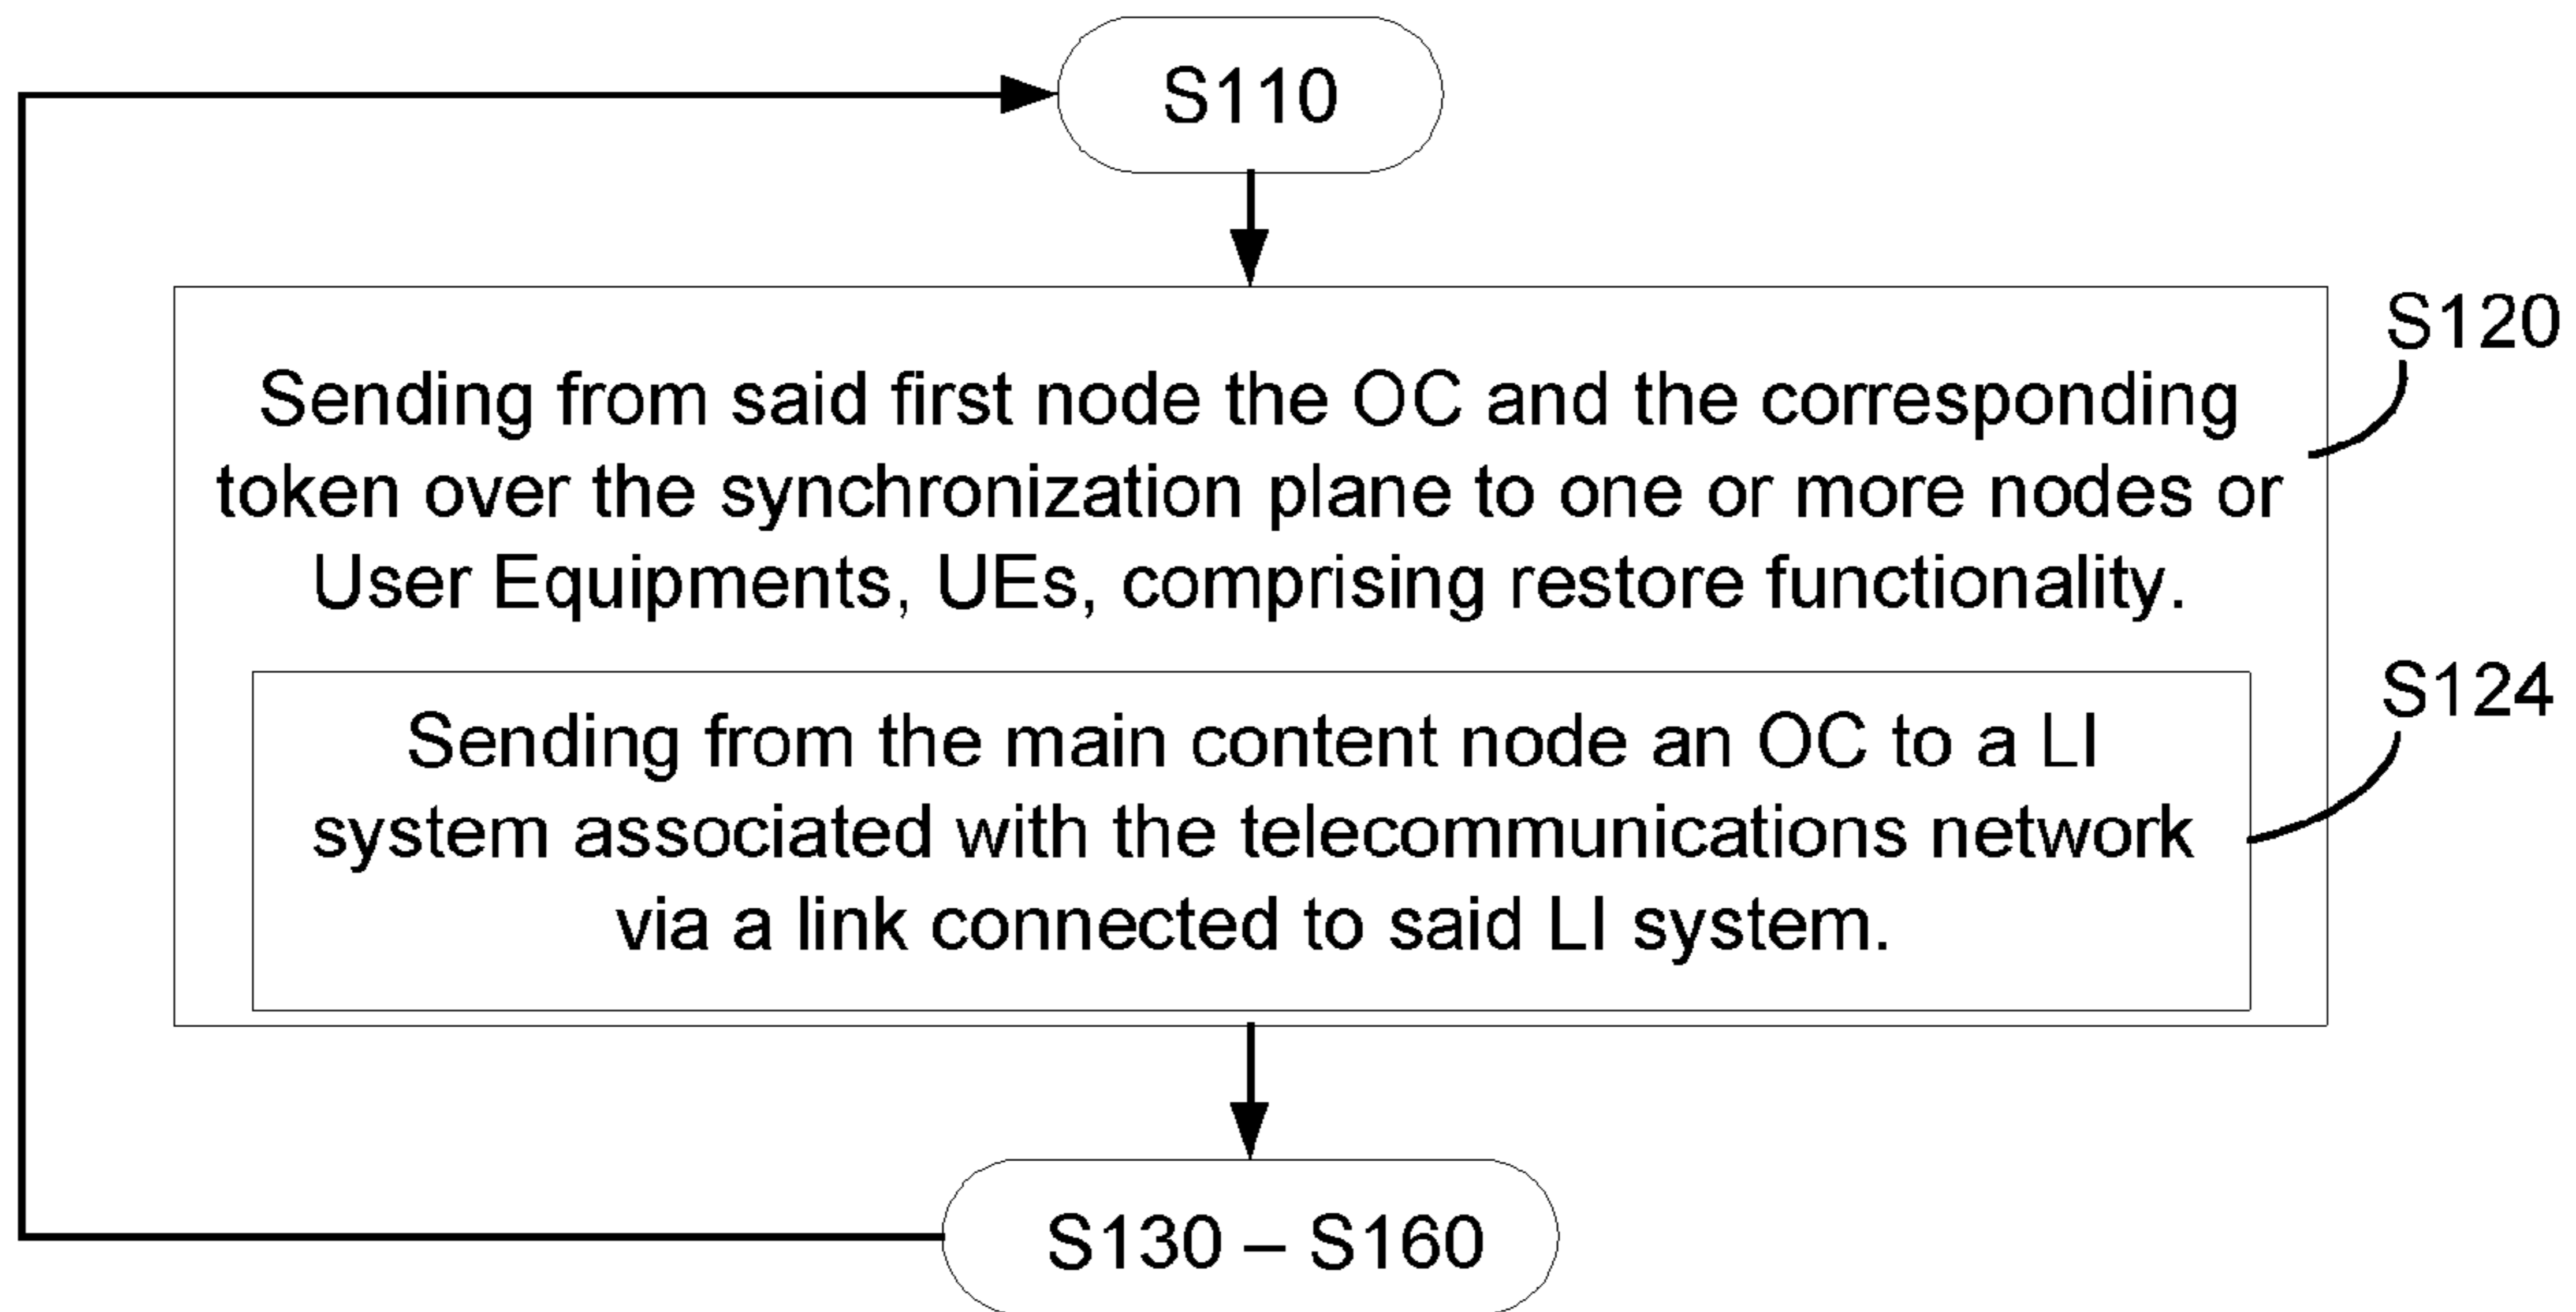 S110
S120
Sending from said first node the OC and the corresponding
token over the synchronization plane to one or more nodes or
User Equipments, UEs, comprising restore functionality.
S124
Sending from the main content node an OC to a LI
system associated with the telecommunications network
via a link connected to said LI system.
S130 – S160